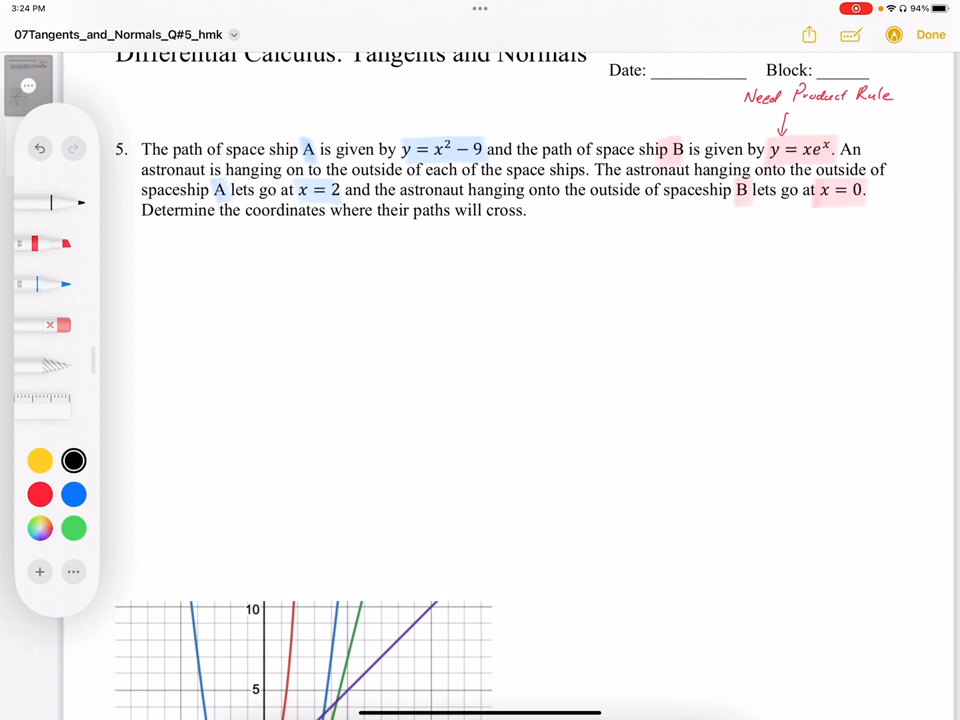 3:24 PM
94%
07Tangents_and_Normals_Q#5_hmk
Done
Differential Calculus: Tangents and Normals
Date: ___________ Block: ______
Need Product Rule
5. The path of space ship A is given by y = x² − 9 and the path of space ship B is given by y = xeˣ. An
astronaut is hanging on to the outside of each of the space ships. The astronaut hanging onto the outside of
spaceship A lets go at x = 2 and the astronaut hanging onto the outside of spaceship B lets go at x = 0.
Determine the coordinates where their paths will cross.
10
5